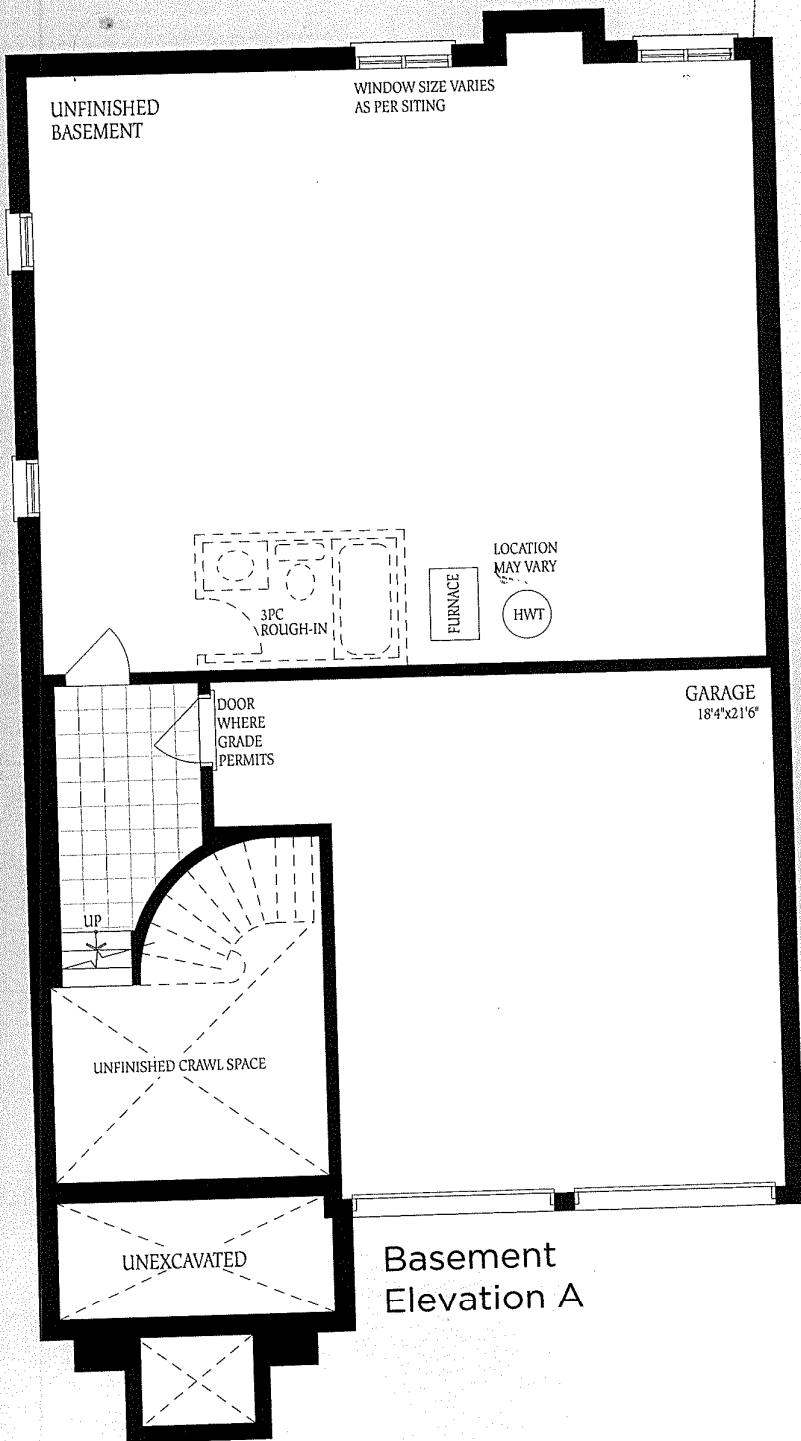 UNFINISHED
BASEMENT
WINDOW SIZE VARIES
AS PER SITING
3PC
ROUGH-IN
FURNACE
LOCATION
MAY VARY
HWT
DOOR
WHERE
GRADE
PERMITS
GARAGE
18'4"x21'6"
UP
UNFINISHED CRAWL SPACE
UNEXCAVATED
Basement
Elevation A